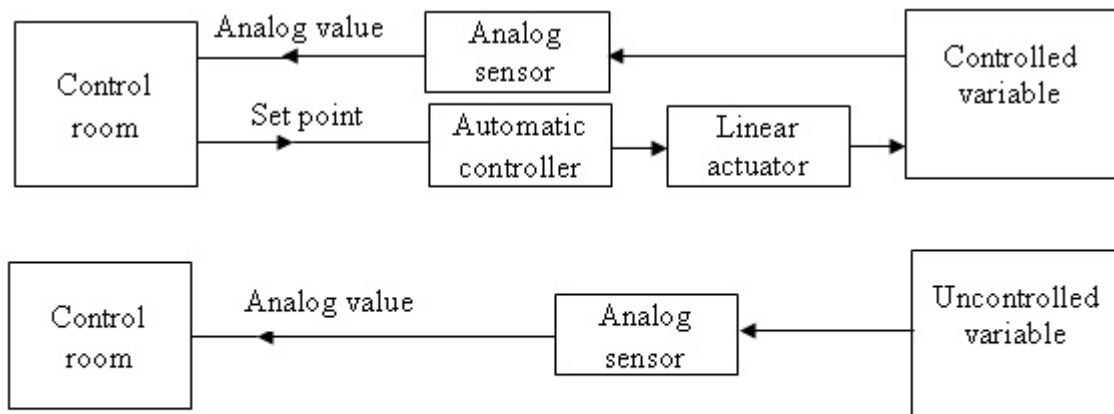 Control
room
Analog value
Analog
sensor
Controlled
variable
Set point
Automatic
controller
Linear
actuator
Control
room
Analog value
Analog
sensor
Uncontrolled
variable